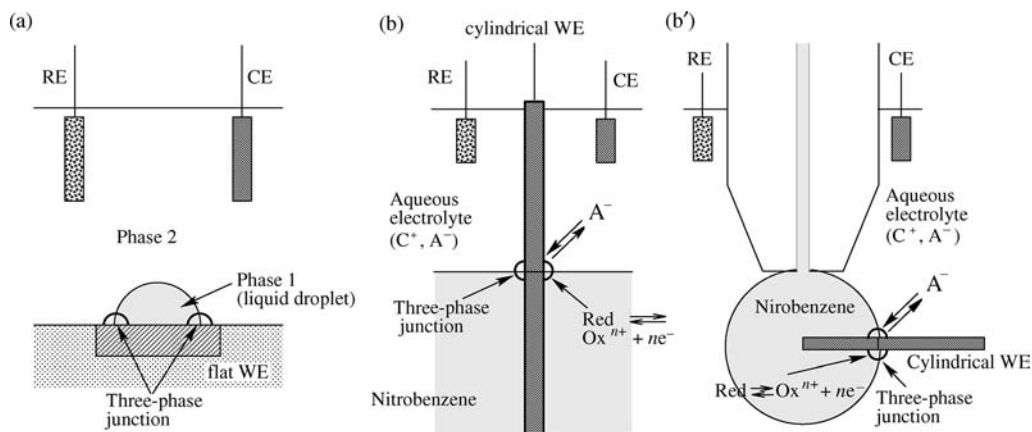 (a)
RE
CE
Phase 2
Phase 1
(liquid droplet)
flat WE
Three-phase
junction
(b)
cylindrical WE
RE
CE
Aqueous
electrolyte
(C⁺, A⁻)
A⁻
Three-phase
junction
Red
Oxⁿ⁺ + ne⁻
Nitrobenzene
(b′)
RE
CE
Aqueous
electrolyte
(C⁺, A⁻)
Nirobenzene
A⁻
Cylindrical WE
Red ⇌ Oxⁿ⁺ + ne⁻
Three-phase
junction